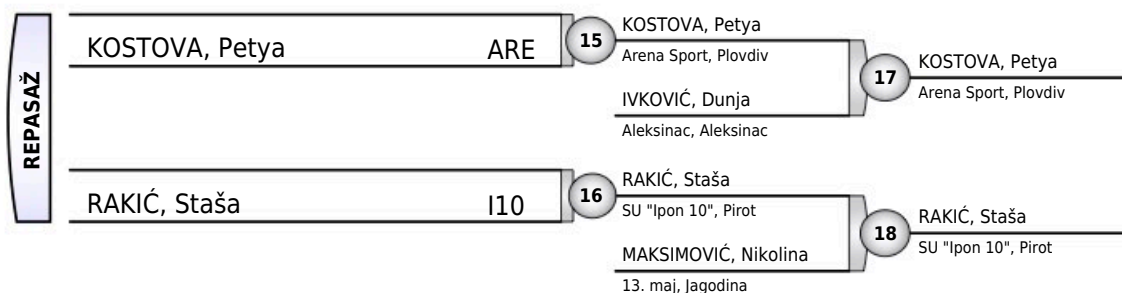 REPASAŽ
KOSTOVA, Petya ARE
15
KOSTOVA, Petya
Arena Sport, Plovdiv
IVKOVIĆ, Dunja
Aleksinac, Aleksinac
17
KOSTOVA, Petya
Arena Sport, Plovdiv
RAKIĆ, Staša I10
16
RAKIĆ, Staša
SU "Ipon 10", Pirot
MAKSIMOVIĆ, Nikolina
13. maj, Jagodina
18
RAKIĆ, Staša
SU "Ipon 10", Pirot